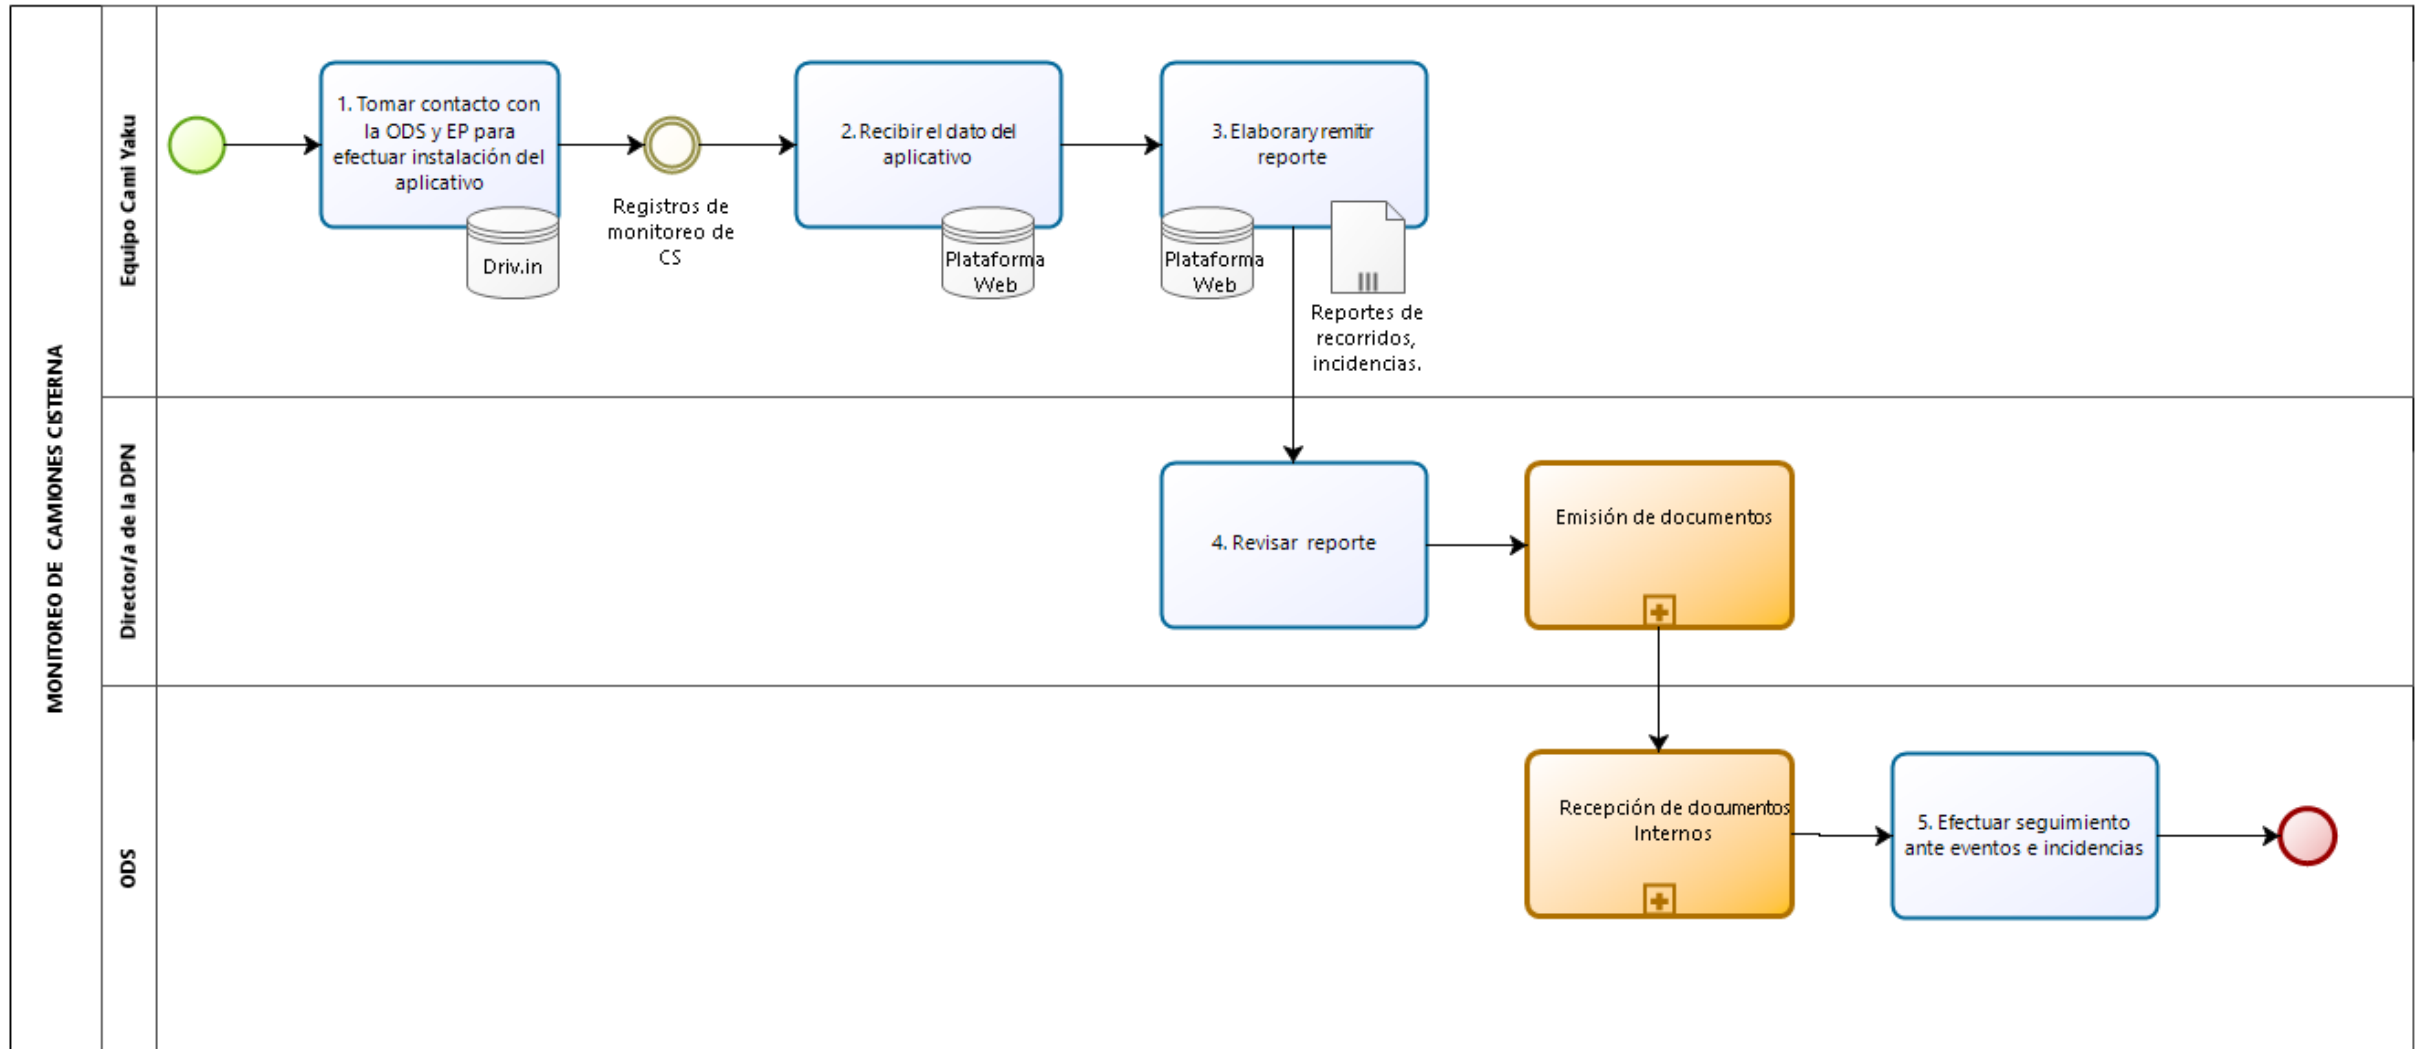 MONITOREO DE CAMIONES CISTERNA
Equipo Cami Yaku
1. Tomar contacto con
la ODS y EP para
efectuar instalación del
aplicativo
Driv.in
Registros de
monitoreo de
CS
2. Recibir el dato del
aplicativo
Plataforma
Web
3. Elaborar y remitir
reporte
Plataforma
Web
Reportes de
recorridos,
incidencias.
Director/a de la DPN
4. Revisar reporte
Emisión de documentos
ODS
Recepción de documentos
Internos
5. Efectuar seguimiento
ante eventos e incidencias